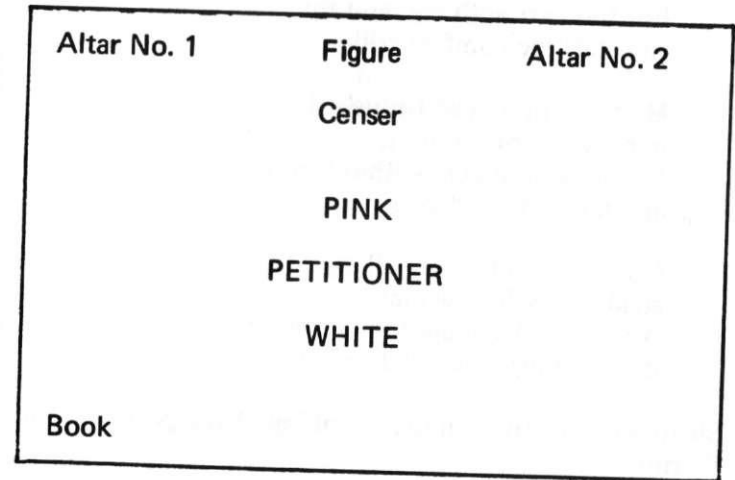 Altar No. 1 Figure Altar No. 2
Censer
PINK
PETITIONER
WHITE
Book